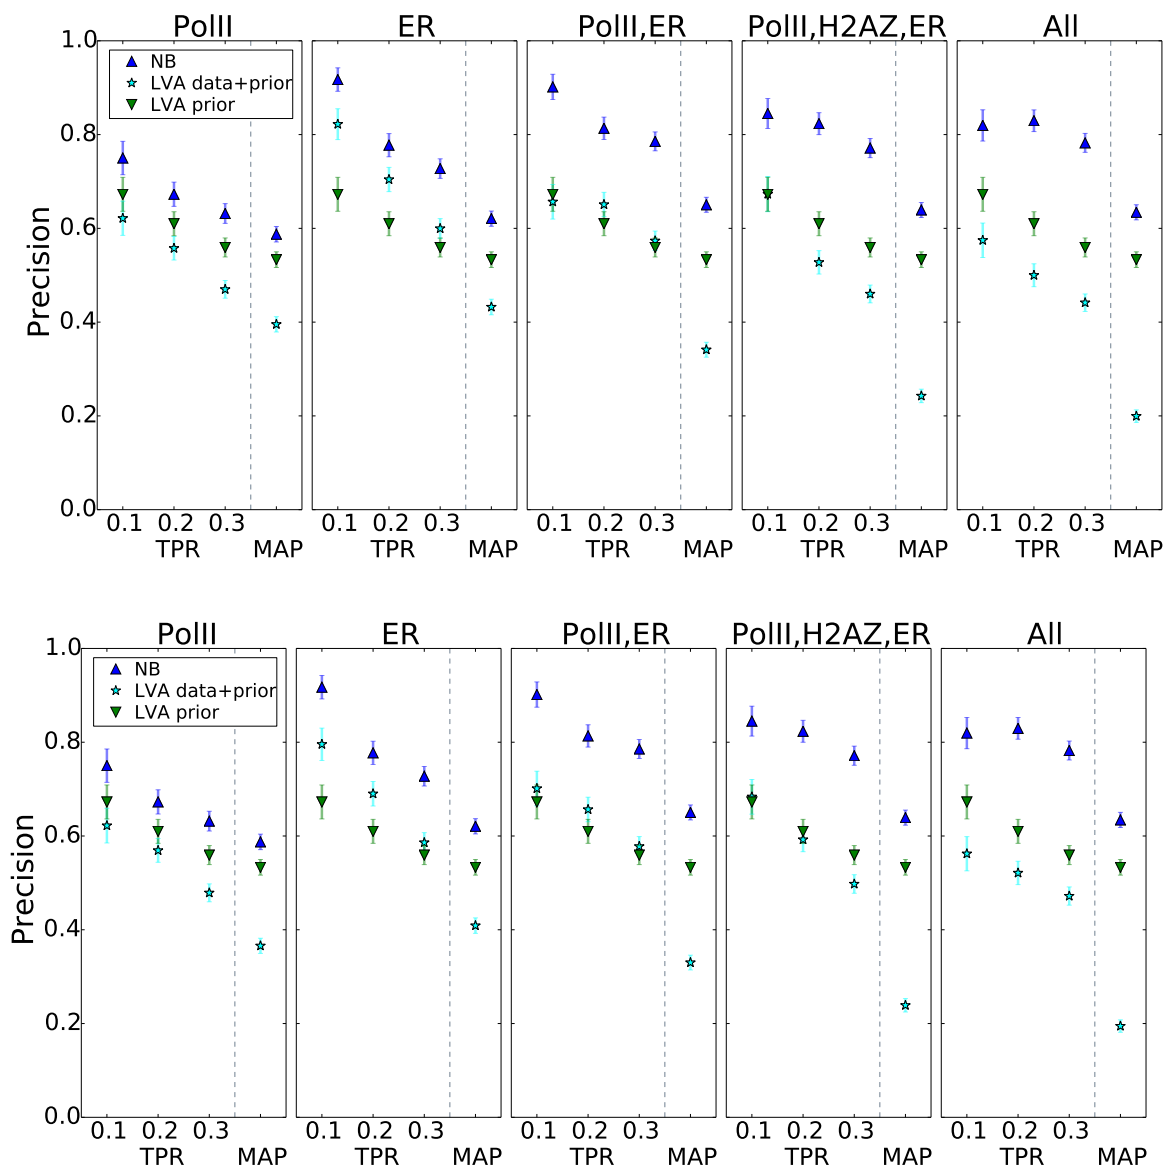 PolII ER PolII,ER PolII,H2AZ,ER All
1.0
NB
LVA data+prior
LVA prior
0.8
0.6
Precision
0.4
0.2
0.0
0.1 0.2 0.3 0.1 0.2 0.3 0.1 0.2 0.3 0.1 0.2 0.3 0.1 0.2 0.3
TPR MAP TPR MAP TPR MAP TPR MAP TPR MAP
PolII ER PolII,ER PolII,H2AZ,ER All
1.0
NB
LVA data+prior
LVA prior
0.8
0.6
Precision
0.4
0.2
0.0
0.1 0.2 0.3 0.1 0.2 0.3 0.1 0.2 0.3 0.1 0.2 0.3 0.1 0.2 0.3
TPR MAP TPR MAP TPR MAP TPR MAP TPR MAP